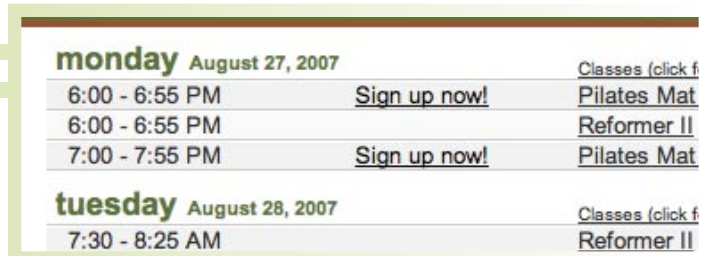 monday August 27, 2007 Classes (click f
6:00 - 6:55 PM Sign up now! Pilates Mat
6:00 - 6:55 PM Reformer II
7:00 - 7:55 PM Sign up now! Pilates Mat
tuesday August 28, 2007 Classes (click f
7:30 - 8:25 AM Reformer II